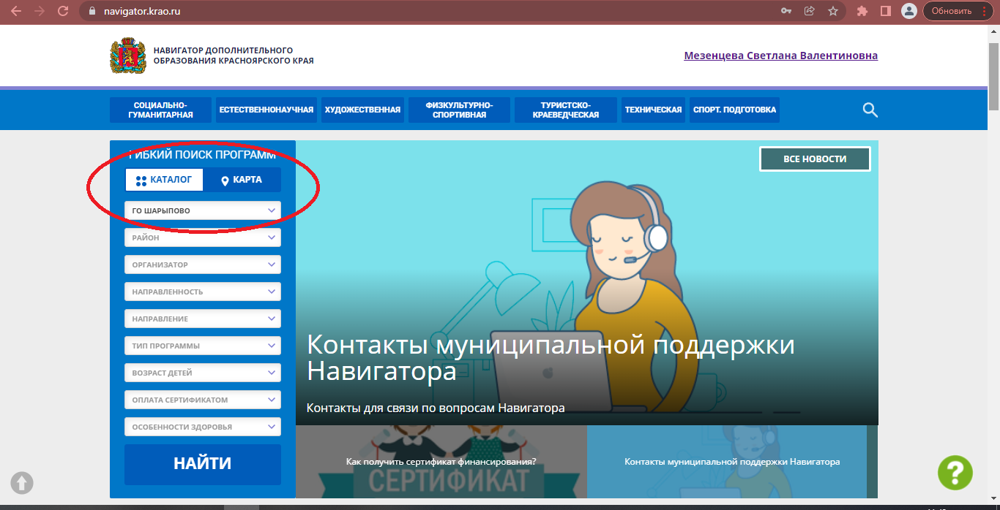 navigator.krao.ru
Обновить
НАВИГАТОР ДОПОЛНИТЕЛЬНОГО
ОБРАЗОВАНИЯ КРАСНОЯРСКОГО КРАЯ
Мезенцева Светлана Валентиновна
СОЦИАЛЬНО-
ГУМАНИТАРНАЯ
ЕСТЕСТВЕННОНАУЧНАЯ
ХУДОЖЕСТВЕННАЯ
ФИЗКУЛЬТУРНО-
СПОРТИВНАЯ
ТУРИСТСКО-
КРАЕВЕДЧЕСКАЯ
ТЕХНИЧЕСКАЯ
СПОРТ. ПОДГОТОВКА
ГИБКИЙ ПОИСК ПРОГРАММ
КАТАЛОГ
КАРТА
ГО ШАРЫПОВО
РАЙОН
ОРГАНИЗАТОР
НАПРАВЛЕННОСТЬ
НАПРАВЛЕНИЕ
ТИП ПРОГРАММЫ
ВОЗРАСТ ДЕТЕЙ
ОПЛАТА СЕРТИФИКАТОМ
ОСОБЕННОСТИ ЗДОРОВЬЯ
НАЙТИ
ВСЕ НОВОСТИ
Контакты муниципальной поддержки
Навигатора
Контакты для связи по вопросам Навигатора
Как получить сертификат финансирования?
СЕРТИФИКАТ
Контакты муниципальной поддержки Навигатора
?